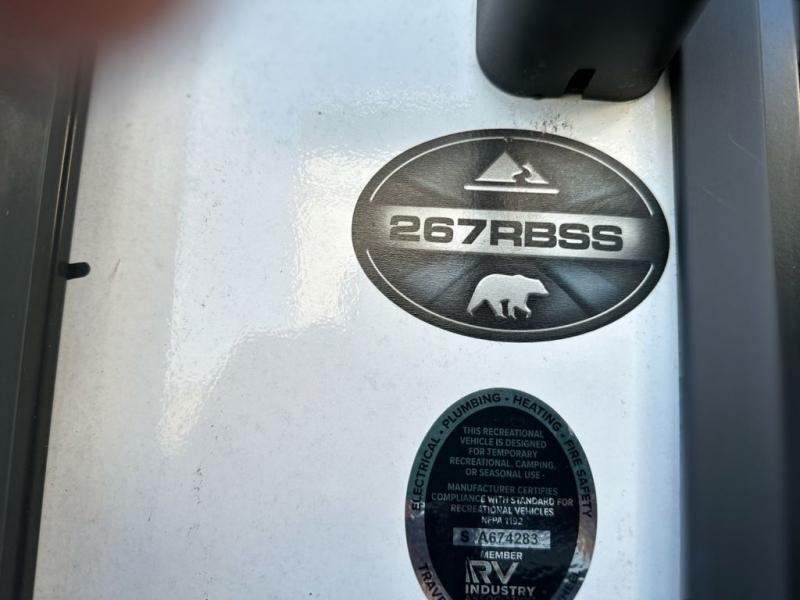 267RBSS
ELECTRICAL · PLUMBING · HEATING · FIRE SAFETY
THIS RECREATIONAL
VEHICLE IS DESIGNED
FOR TEMPORARY
RECREATIONAL, CAMPING,
OR SEASONAL USE -
MANUFACTURER CERTIFIES
COMPLIANCE WITH STANDARD FOR
RECREATIONAL VEHICLES
NFPA 1192
S A674283
MEMBER
RV
INDUSTRY